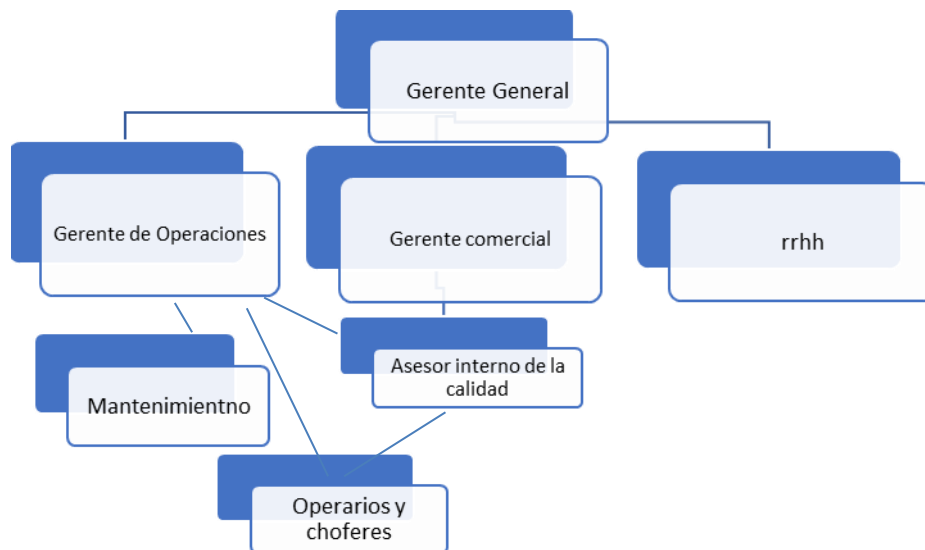 Gerente General
Gerente de Operaciones
Gerente comercial
rrhh
Asesor interno de la
calidad
Mantenimientno
Operarios y
choferes